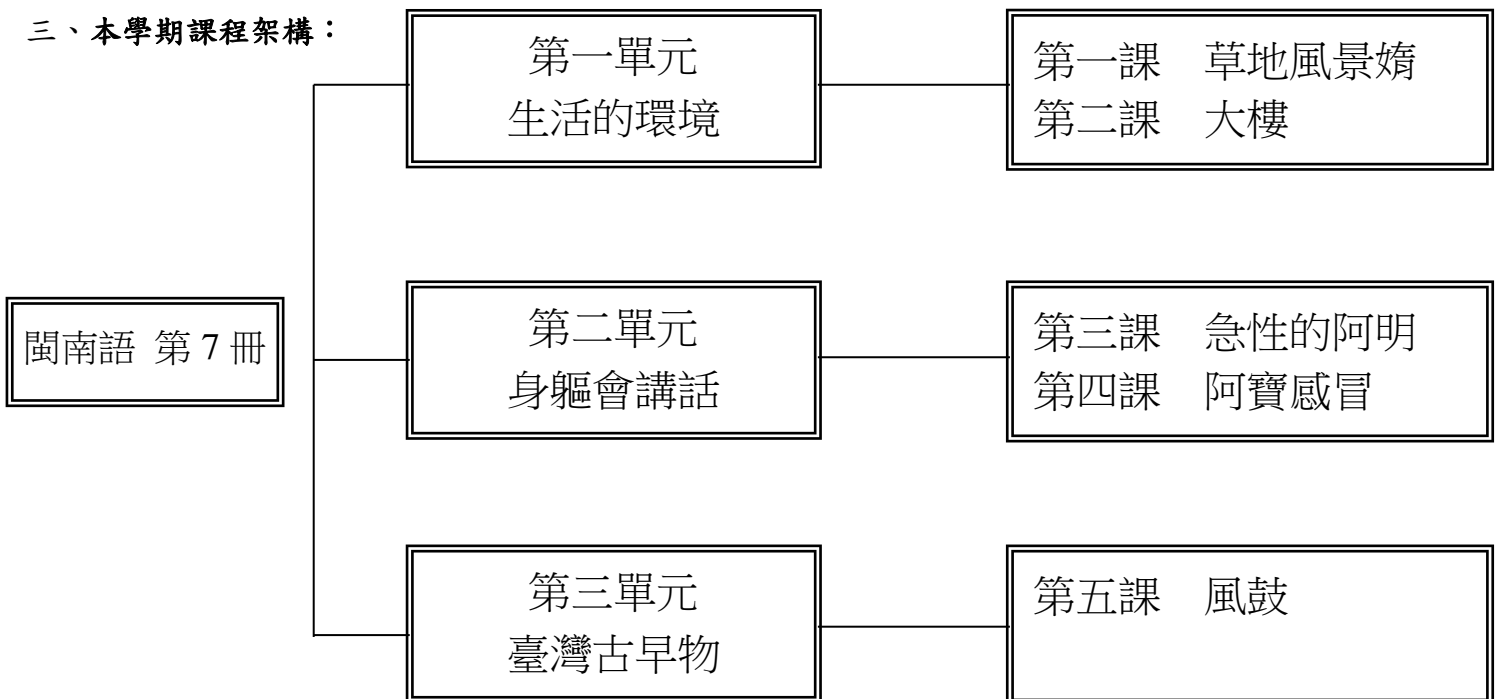 三、本學期課程架構：
第一單元
生活的環境
第一課　草地風景媠
第二課　大樓
閩南語 第 7 冊
第二單元
身軀會講話
第三課　急性的阿明
第四課　阿寶感冒
第三單元
臺灣古早物
第五課　風鼓